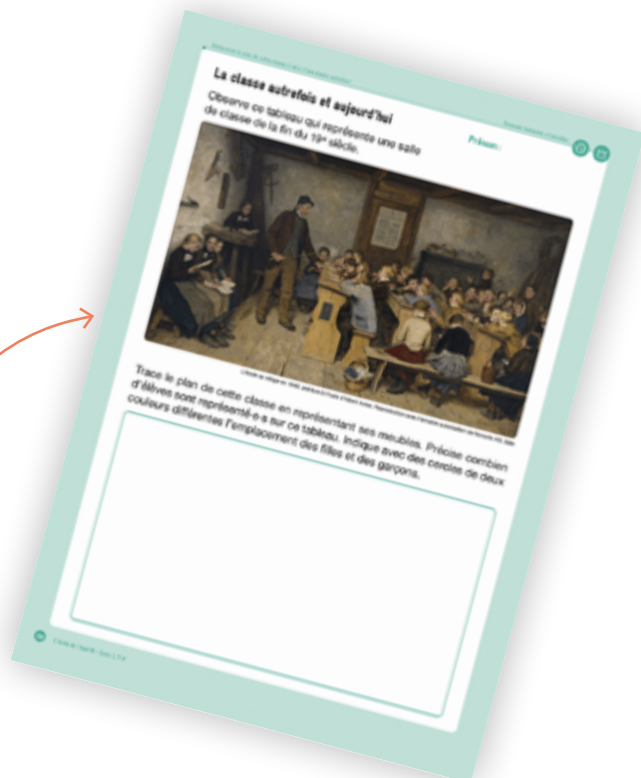 La classe autrefois et aujourd'hui
Prénom:
Observe ce tableau qui représente une salle
de classe de la fin du 19e siècle.
Trace le plan de cette classe en représentant ses meubles. Précise combien
d'élèves sont représenté·e·s sur ce tableau. Indique avec des cercles de deux
couleurs différentes l'emplacement des filles et des garçons.